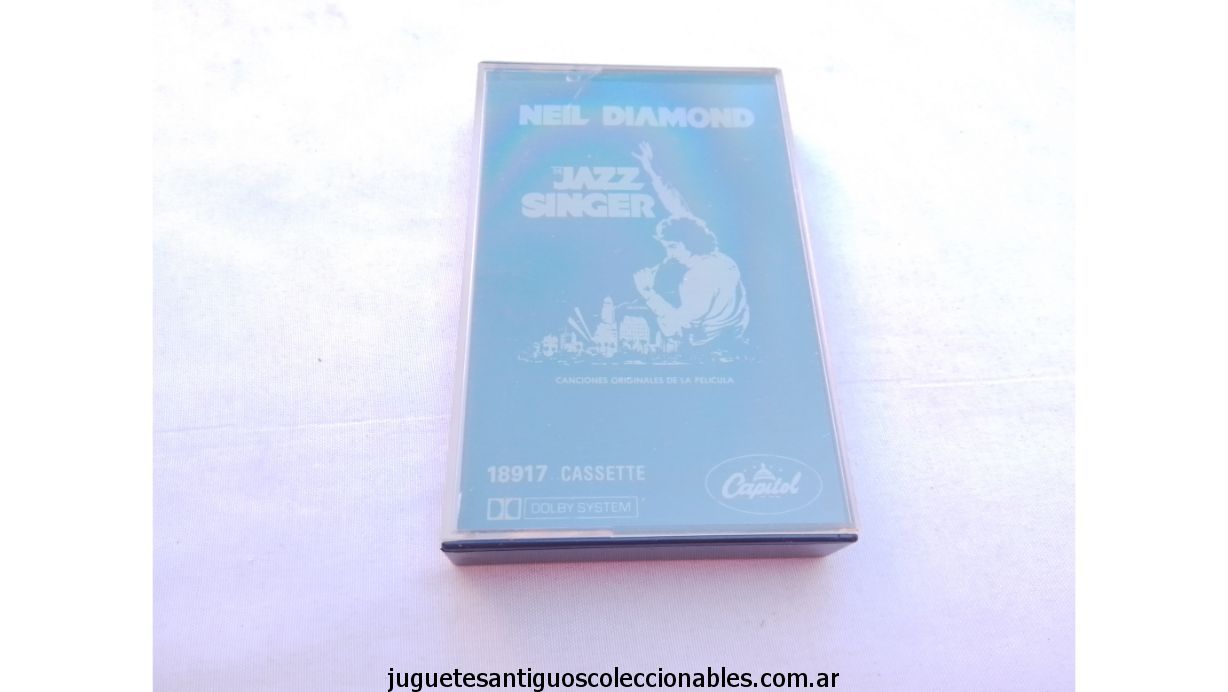 NEIL DIAMOND
THE
JAZZ
SINGER
CANCIONES ORIGINALES DE LA PELICULA
18917 CASSETTE
Capitol
DOLBY SYSTEM
juguetesantiguoscoleccionables.com.ar